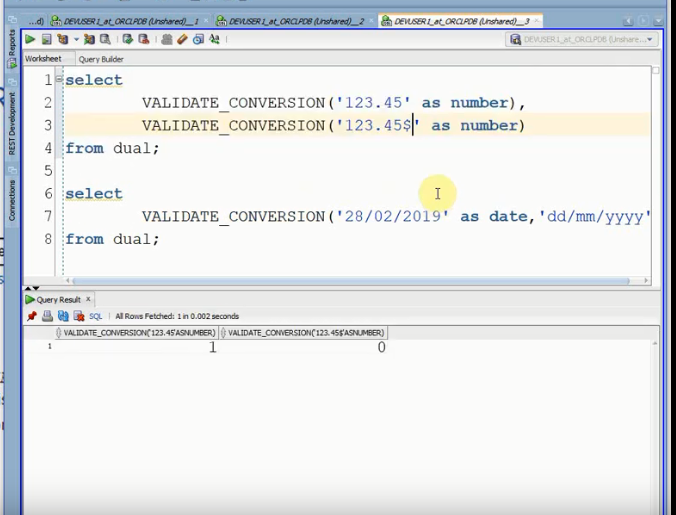 ...d) DEVUSER1_at_ORCLPDB (Unshared)__1 DEVUSER1_at_ORCLPDB (Unshared)__2 DEVUSER1_at_ORCLPDB (Unshared)__3
DEVUSER1_at_ORCLPDB (Unshare...
Worksheet Query Builder
Reports
REST Development
Connections
1 select
2 VALIDATE_CONVERSION('123.45' as number),
3 VALIDATE_CONVERSION('123.45$' as number)
4 from dual;
5
6 select
7 VALIDATE_CONVERSION('28/02/2019' as date,'dd/mm/yyyy'
8 from dual;
Query Result x
SQL | All Rows Fetched: 1 in 0.002 seconds
VALIDATE_CONVERSION('123.45'ASNUMBER) VALIDATE_CONVERSION('123.45$'ASNUMBER)
1 1 0